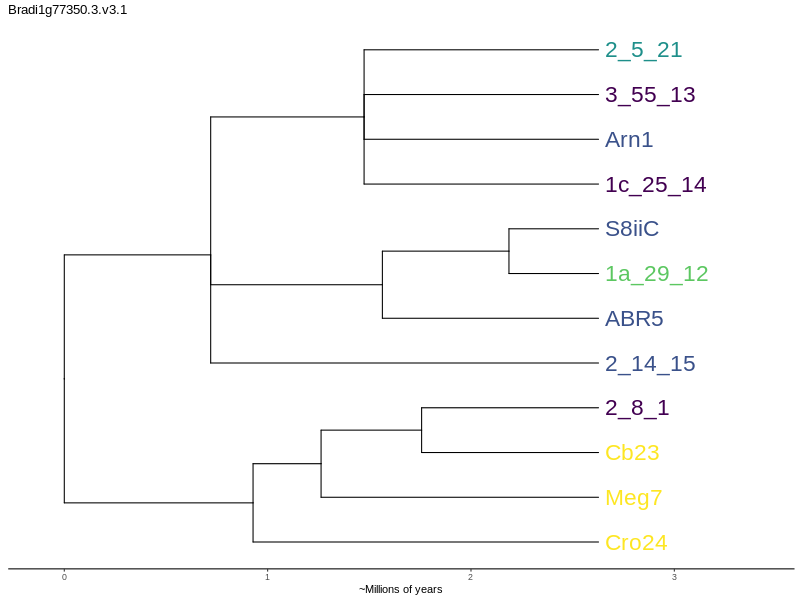 Bradi1g77350.3.v3.1
2_5_21
3_55_13
Arn1
1c_25_14
S8iiC
1a_29_12
ABR5
2_14_15
2_8_1
Cb23
Meg7
Cro24
0 1 2 3
~Millions of years